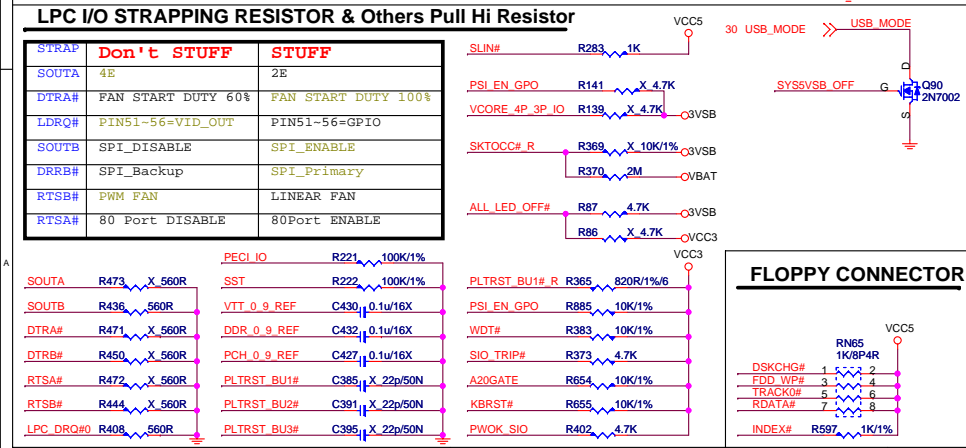 LPC I/O STRAPPING RESISTOR & Others Pull Hi Resistor
STRAP Don't STUFF STUFF
SOUTA 4E 2E
DTRA# FAN START DUTY 60% FAN START DUTY 100%
LDRQ# PIN51~56=VID_OUT PIN51~56=GPIO
SOUTB SPI_DISABLE SPI_ENABLE
DRRB# SPI_Backup SPI_Primary
RTSB# PWM FAN LINEAR FAN
RTSA# 80 Port DISABLE 80Port ENABLE
VCC5
SLIN# R283 1K
PSI_EN_GPO R141 X_4.7K
VCORE_4P_3P_IO R139 X_4.7K 3VSB
SKTOCC#_R R369 X_10K/1% 3VSB
R370 2M VBAT
ALL_LED_OFF# R87 4.7K 3VSB
R86 X_4.7K VCC3
30 USB_MODE USB_MODE
D
SYS5VSB_OFF G Q90
2N7002
S
A
SOUTA R473 X_560R
SOUTB R436 560R
DTRA# R471 X_560R
DTRB# R450 X_560R
RTSA# R472 X_560R
RTSB# R444 X_560R
LPC_DRQ#0 R408 560R
PECI_IO R221 100K/1%
SST R222 100K/1%
VTT_0_9_REF C430 0.1u/16X
DDR_0_9_REF C432 0.1u/16X
PCH_0_9_REF C427 0.1u/16X
PLTRST_BU1# C385 X_22p/50N
PLTRST_BU2# C391 X_22p/50N
PLTRST_BU3# C395 X_22p/50N
VCC3
PLTRST_BU1#_R R365 820R/1%/6
PSI_EN_GPO R885 10K/1%
WDT# R383 10K/1%
SIO_TRIP# R373 4.7K
A20GATE R654 10K/1%
KBRST# R655 10K/1%
PWOK_SIO R402 4.7K
FLOPPY CONNECTOR
VCC5
RN65
1K/8P4R
DSKCHG# 1 2
FDD_WP# 3 4
TRACK0# 5 6
RDATA# 7 8
INDEX# R597 1K/1%